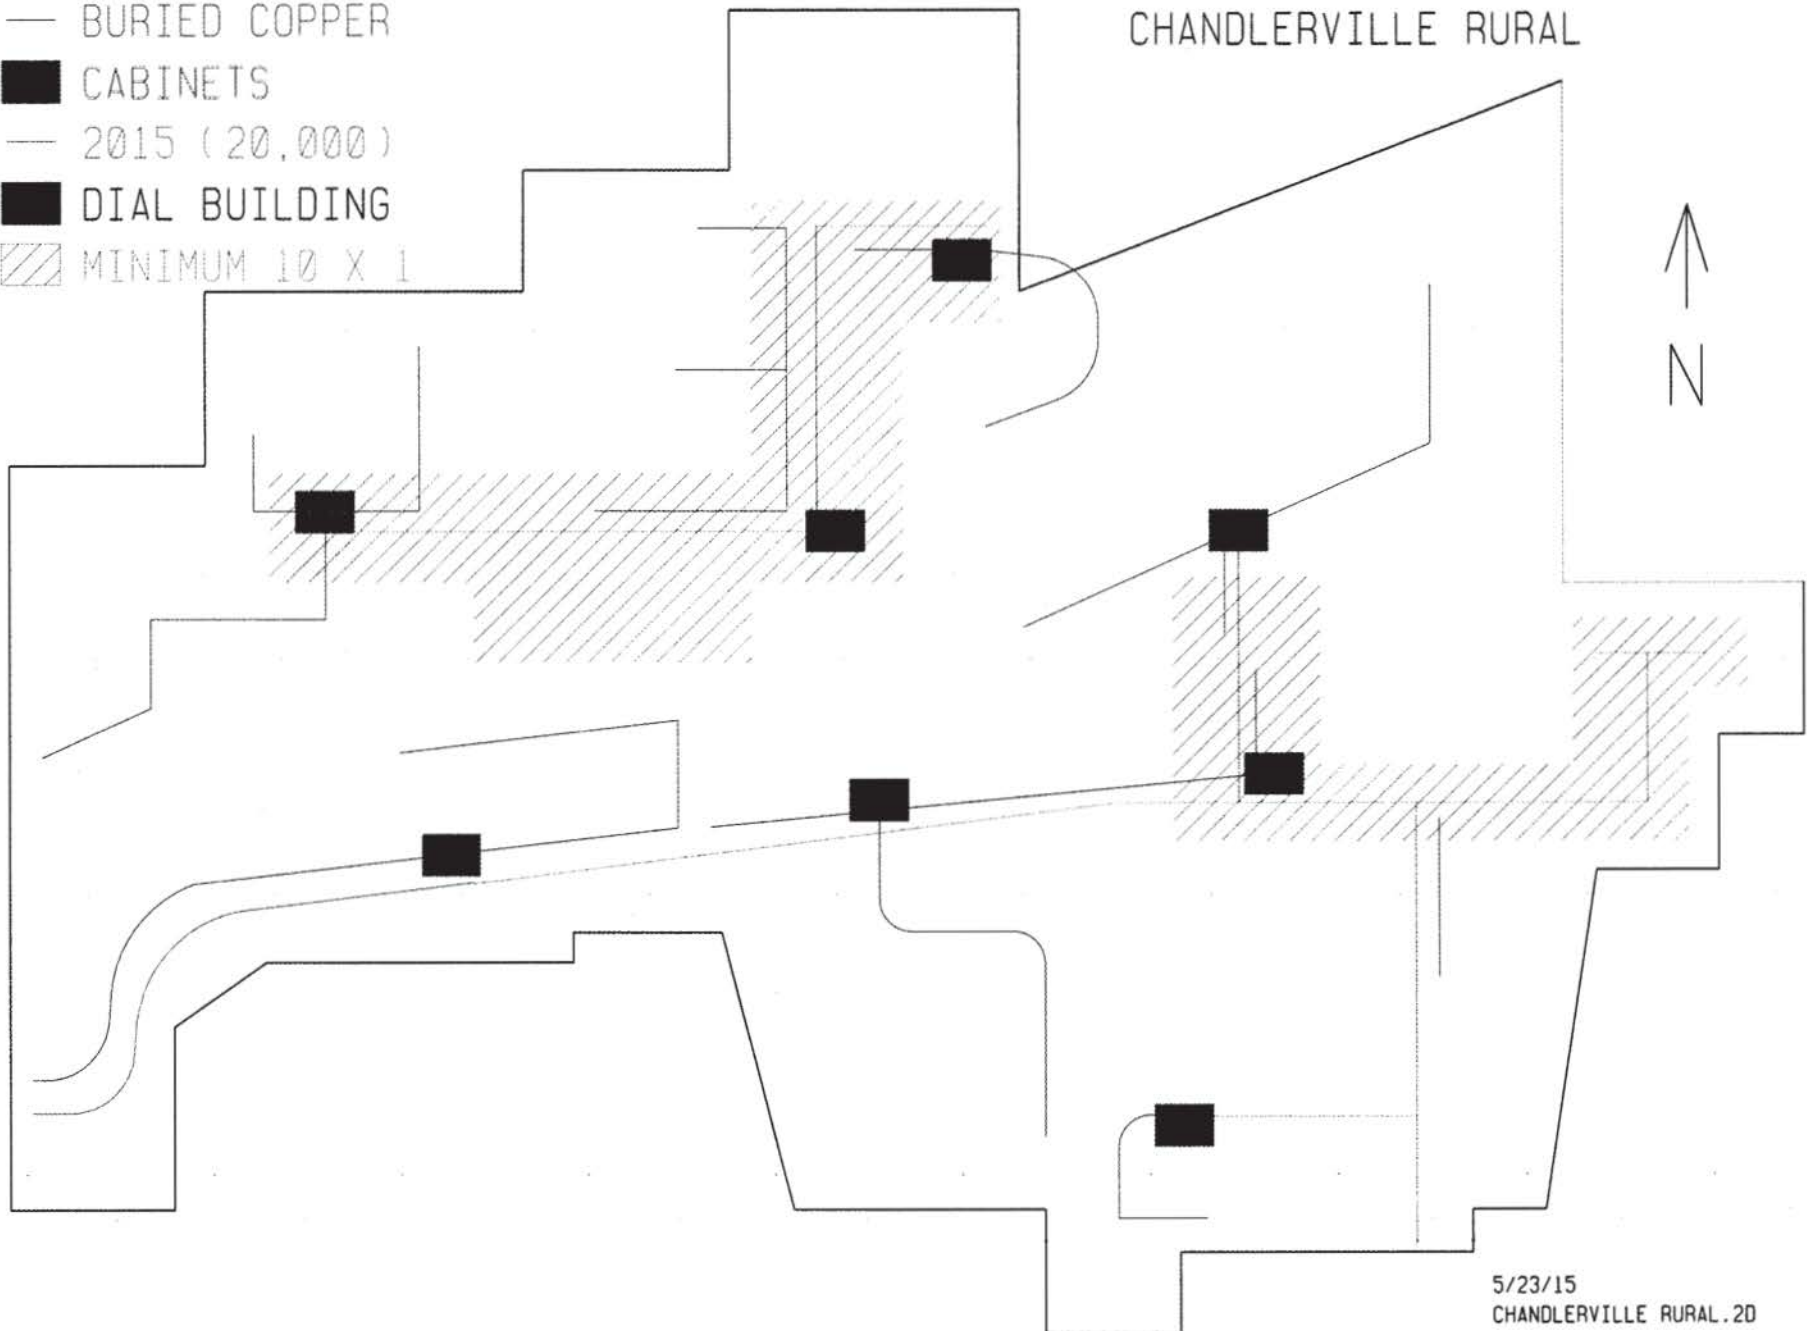 BURIED COPPER
CABINETS
2015 (20,000)
DIAL BUILDING
MINIMUM 10 X 1
CHANDLERVILLE RURAL
N
5/23/15
CHANDLERVILLE RURAL.2D